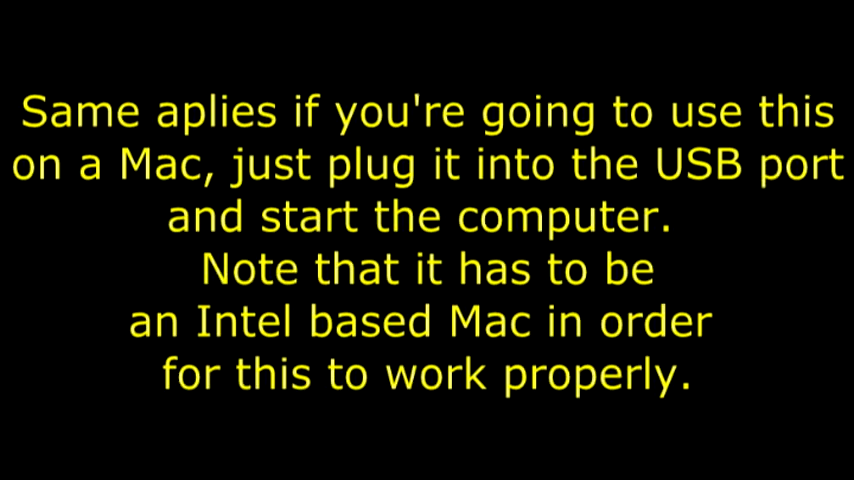 Same aplies if you're going to use this
on a Mac, just plug it into the USB port
and start the computer.
Note that it has to be
an Intel based Mac in order
for this to work properly.